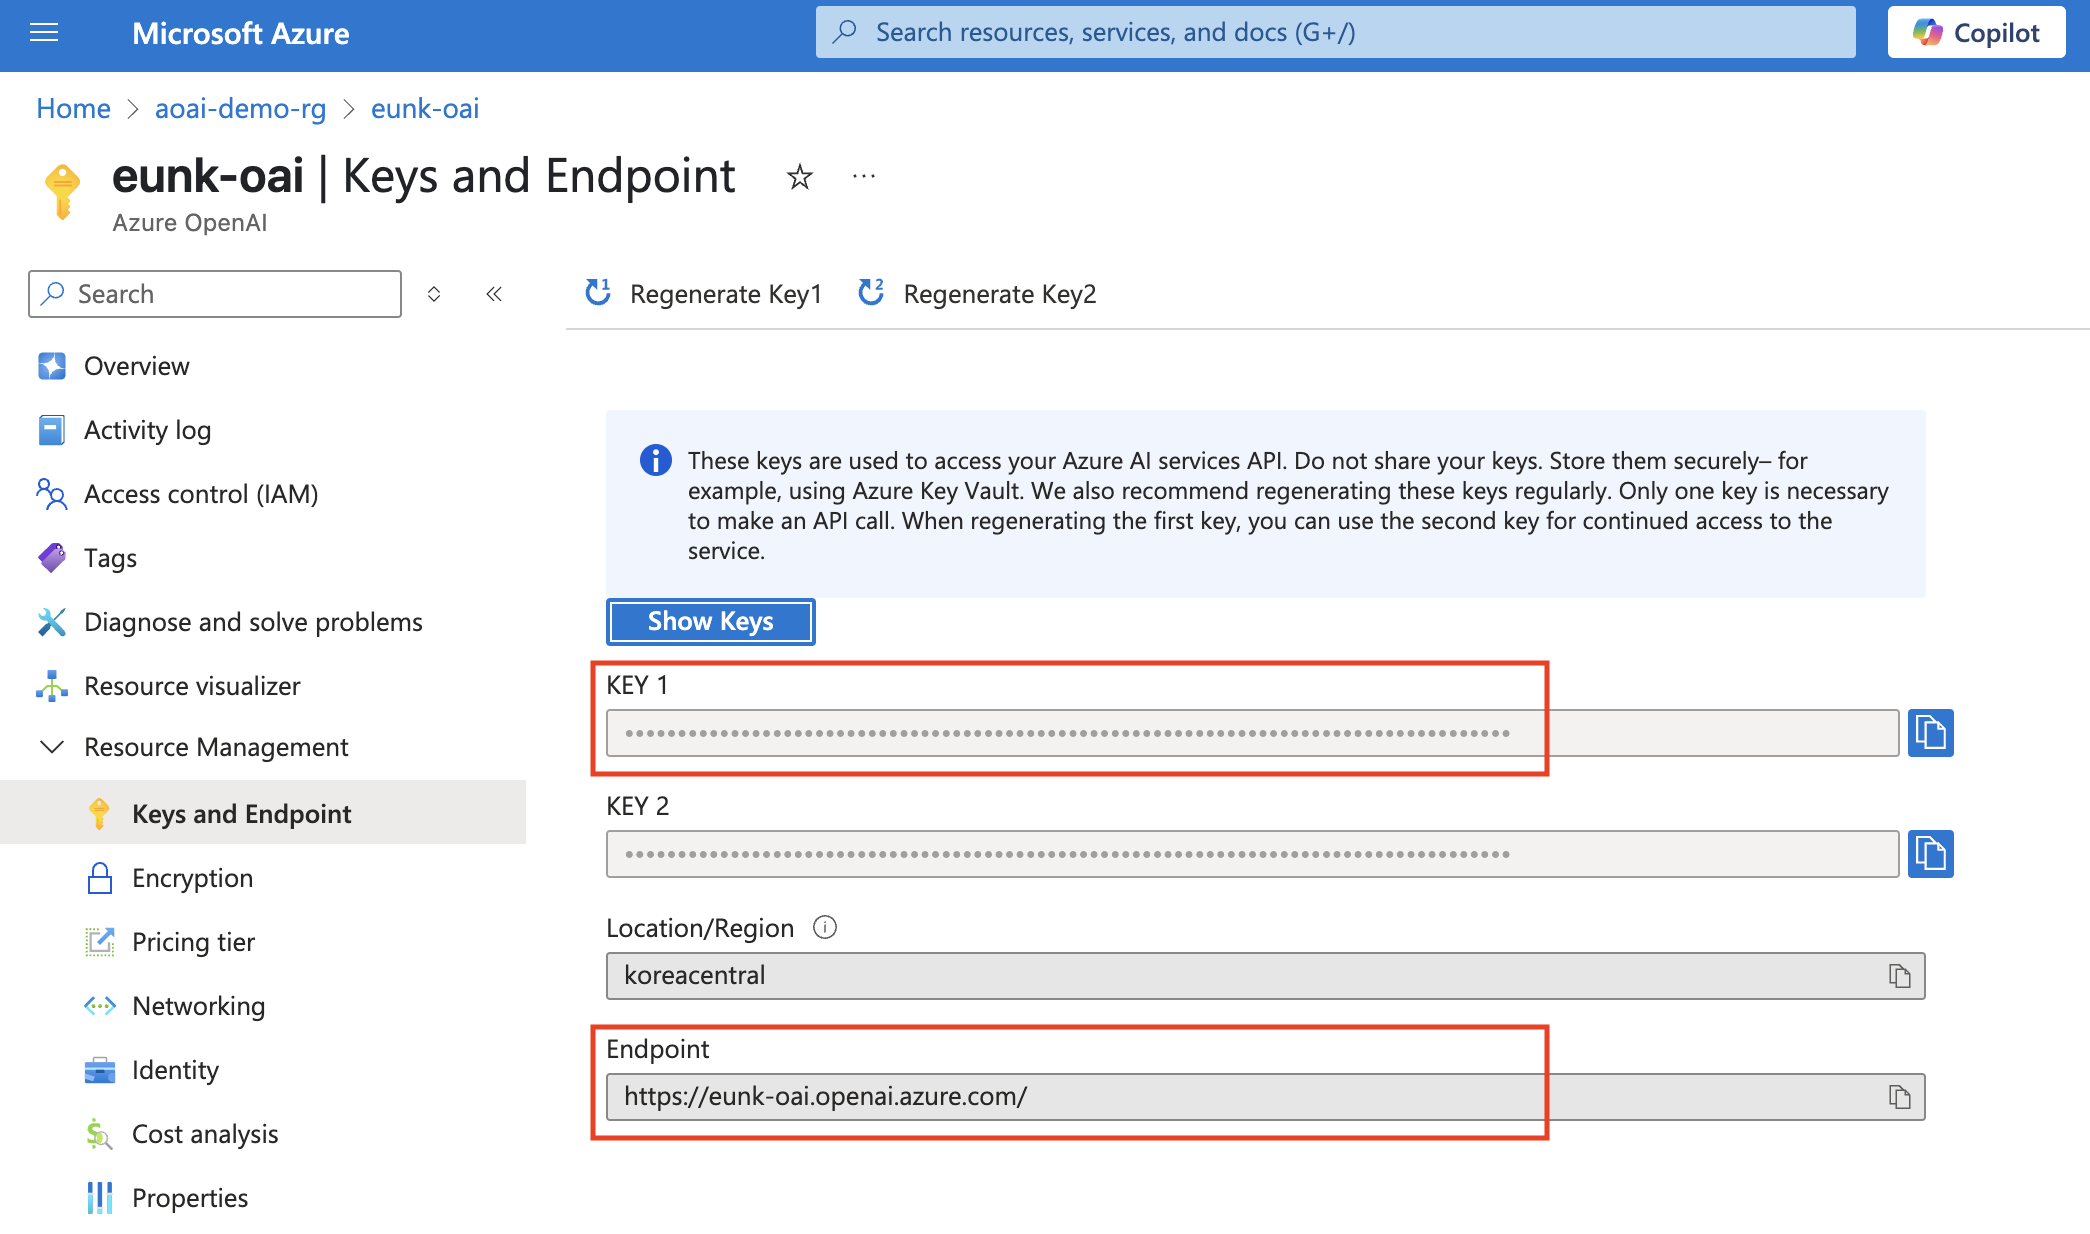 Microsoft Azure
Search resources, services, and docs (G+/)
Copilot
Home > aoai-demo-rg > eunk-oai
eunk-oai | Keys and Endpoint ☆ ...
Azure OpenAI
Search
Regenerate Key1
Regenerate Key2
Overview
Activity log
Access control (IAM)
Tags
Diagnose and solve problems
Resource visualizer
Resource Management
Keys and Endpoint
Encryption
Pricing tier
Networking
Identity
Cost analysis
Properties
These keys are used to access your Azure AI services API. Do not share your keys. Store them securely– for
example, using Azure Key Vault. We also recommend regenerating these keys regularly. Only one key is necessary
to make an API call. When regenerating the first key, you can use the second key for continued access to the
service.
Show Keys
KEY 1
KEY 2
Location/Region
koreacentral
Endpoint
https://eunk-oai.openai.azure.com/